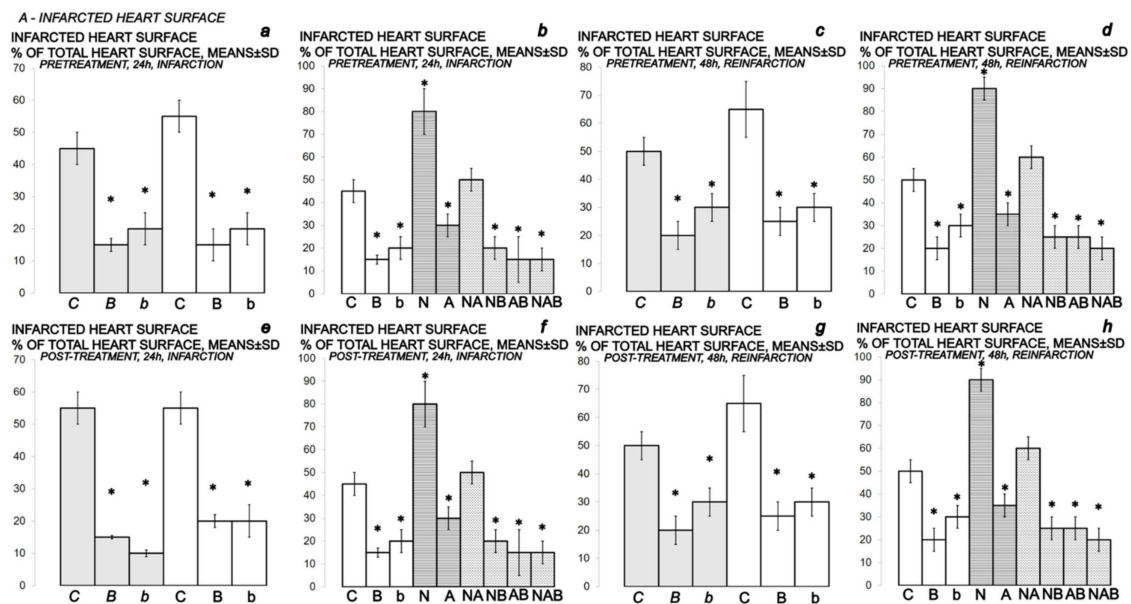 A - INFARCTED HEART SURFACE
a
INFARCTED HEART SURFACE
% OF TOTAL HEART SURFACE, MEANS±SD
PRETREATMENT, 24h, INFARCTION
70
60
50
40
30
20
10
0
* * * *
C B b C B b
b
INFARCTED HEART SURFACE
% OF TOTAL HEART SURFACE, MEANS±SD
PRETREATMENT, 24h, INFARCTION
100
90
80
70
60
50
40
30
20
10
0
* * * * * * *
C B b N A NA NB AB NAB
c
INFARCTED HEART SURFACE
% OF TOTAL HEART SURFACE, MEANS±SD
PRETREATMENT, 48h, REINFARCTION
80
70
60
50
40
30
20
10
0
* * * *
C B b C B b
d
INFARCTED HEART SURFACE
% OF TOTAL HEART SURFACE, MEANS±SD
PRETREATMENT, 48h, REINFARCTION
100
90
80
70
60
50
40
30
20
10
0
* * * * * * *
C B b N A NA NB AB NAB
e
INFARCTED HEART SURFACE
% OF TOTAL HEART SURFACE, MEANS±SD
POST-TREATMENT, 24h, INFARCTION
70
60
50
40
30
20
10
0
* * * *
C B b C B b
f
INFARCTED HEART SURFACE
% OF TOTAL HEART SURFACE, MEANS±SD
POST-TREATMENT, 24h, INFARCTION
100
90
80
70
60
50
40
30
20
10
0
* * * * * * *
C B b N A NA NB AB NAB
g
INFARCTED HEART SURFACE
% OF TOTAL HEART SURFACE, MEANS±SD
POST-TREATMENT, 48h, REINFARCTION
80
70
60
50
40
30
20
10
0
* * * *
C B b C B b
h
INFARCTED HEART SURFACE
% OF TOTAL HEART SURFACE, MEANS±SD
POST-TREATMENT, 48h, REINFARCTION
100
90
80
70
60
50
40
30
20
10
0
* * * * * * *
C B b N A NA NB AB NAB